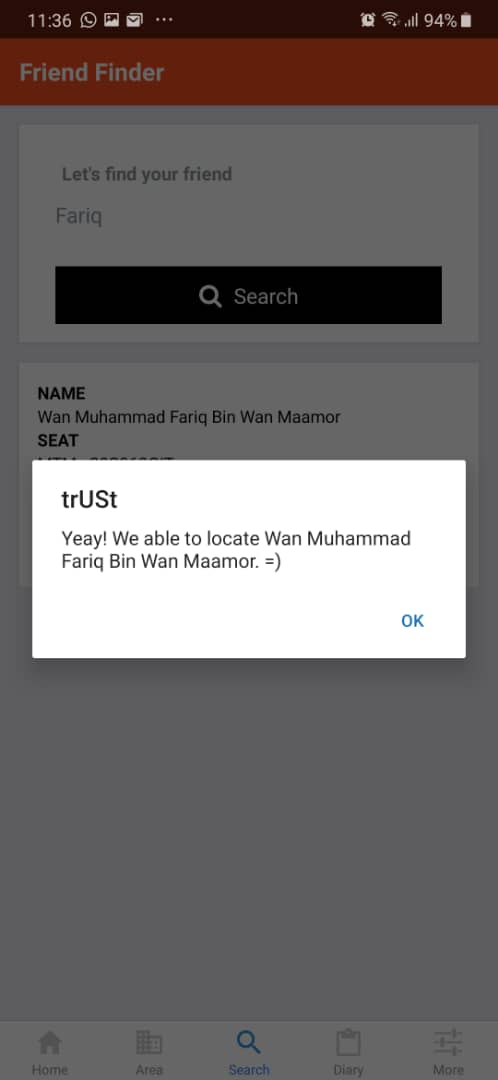 11:36
94%
Friend Finder
Let's find your friend
Fariq
Search
NAME
Wan Muhammad Fariq Bin Wan Maamor
SEAT
trUSt
Yeay! We able to locate Wan Muhammad
Fariq Bin Wan Maamor. =)
OK
Home
Area
Search
Diary
More